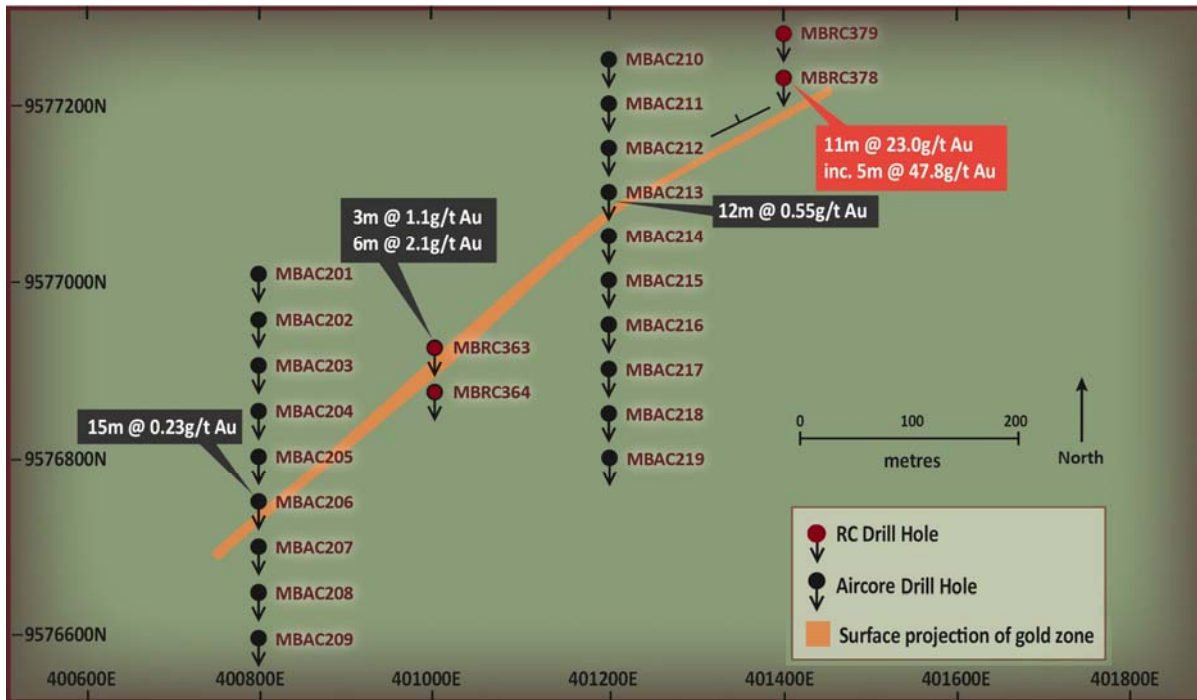 MBRC379
MBAC210
MBRC378
9577200N
MBAC211
11m @ 23.0g/t Au
inc. 5m @ 47.8g/t Au
MBAC212
MBAC213
12m @ 0.55g/t Au
3m @ 1.1g/t Au
6m @ 2.1g/t Au
MBAC214
9577000N
MBAC201
MBAC215
MBAC202
MBAC216
MBRC363
MBAC203
MBAC217
MBRC364
MBAC204
MBAC218
15m @ 0.23g/t Au
0 100 200
metres
North
9576800N
MBAC205
MBAC219
MBAC206
MBAC207
MBAC208
MBAC209
RC Drill Hole
Aircore Drill Hole
Surface projection of gold zone
9576600N
400600E 400800E 401000E 401200E 401400E 401600E 401800E